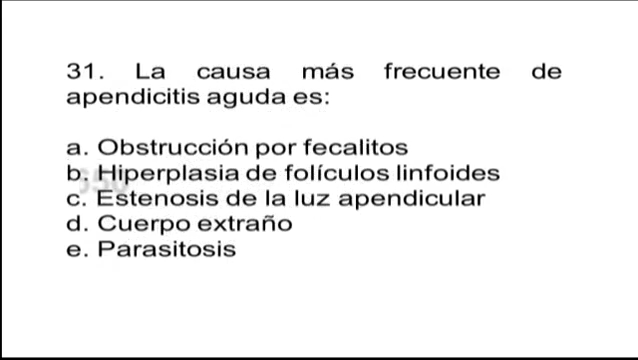 31. La causa más frecuente de
apendicitis aguda es:
a. Obstrucción por fecalitos
b. Hiperplasia de folículos linfoides
c. Estenosis de la luz apendicular
d. Cuerpo extraño
e. Parasitosis